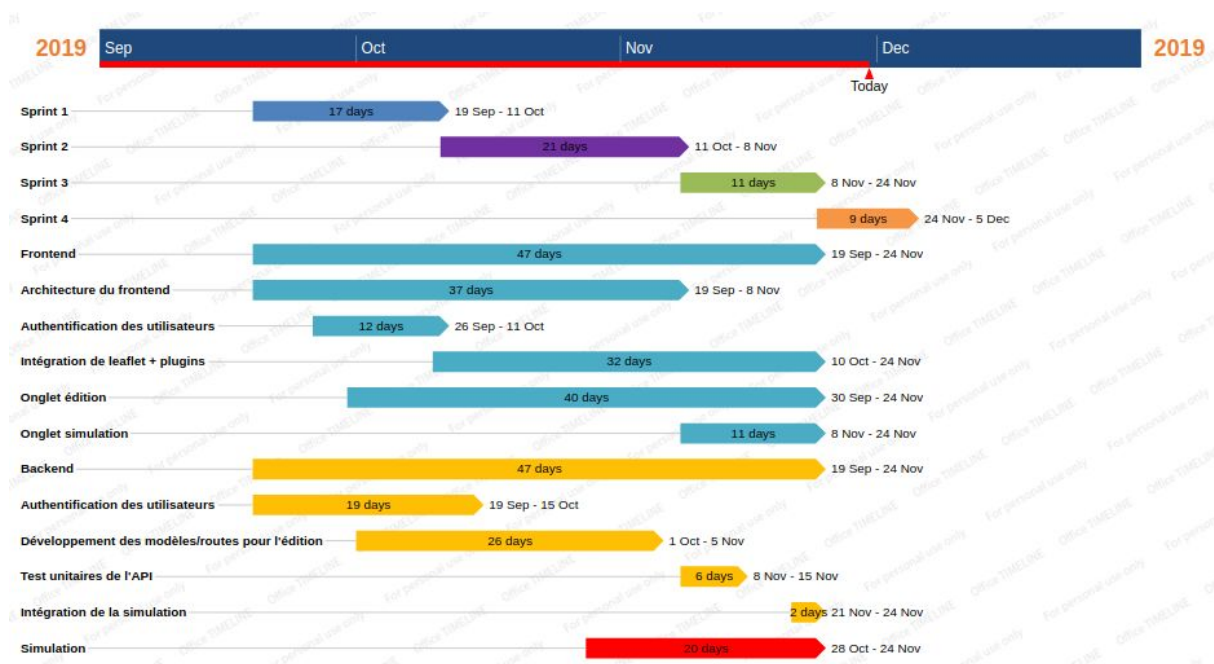 2019 Sep Oct Nov Dec 2019
Today
Sprint 1 17 days 19 Sep - 11 Oct
Sprint 2 21 days 11 Oct - 8 Nov
Sprint 3 11 days 8 Nov - 24 Nov
Sprint 4 9 days 24 Nov - 5 Dec
Frontend 47 days 19 Sep - 24 Nov
Architecture du frontend 37 days 19 Sep - 8 Nov
Authentification des utilisateurs 12 days 26 Sep - 11 Oct
Intégration de leaflet + plugins 32 days 10 Oct - 24 Nov
Onglet édition 40 days 30 Sep - 24 Nov
Onglet simulation 11 days 8 Nov - 24 Nov
Backend 47 days 19 Sep - 24 Nov
Authentification des utilisateurs 19 days 19 Sep - 15 Oct
Développement des modèles/routes pour l'édition 26 days 1 Oct - 5 Nov
Test unitaires de l'API 6 days 8 Nov - 15 Nov
Intégration de la simulation 2 days 21 Nov - 24 Nov
Simulation 20 days 28 Oct - 24 Nov
For personal use only
Office TIMELINE